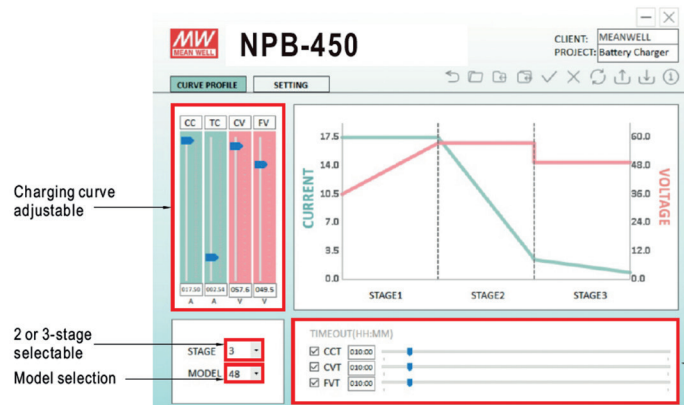 MW
MEAN WELL
NPB-450
CLIENT: MEANWELL
PROJECT: Battery Charger
CURVE PROFILE
SETTING
CC TC CV FV
Charging curve
adjustable
017.50 002.54 057.6 049.5
A A V V
CURRENT
17.5
14.0
10.5
7.0
3.5
0.0
60.0
48.0
36.0
24.0
12.0
0.0
VOLTAGE
STAGE1 STAGE2 STAGE3
2 or 3-stage
selectable
Model selection
STAGE 3
MODEL 48
TIMEOUT(HH:MM)
CCT 010:00
CVT 010:00
FVT 010:00